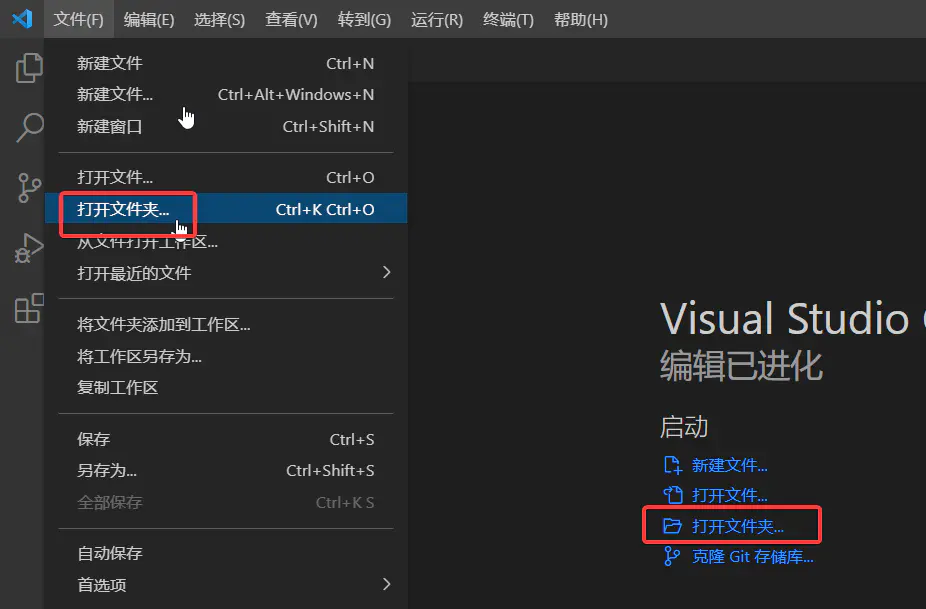 文件(F) 编辑(E) 选择(S) 查看(V) 转到(G) 运行(R) 终端(T) 帮助(H)
新建文件 Ctrl+N
新建文件... Ctrl+Alt+Windows+N
新建窗口 Ctrl+Shift+N
打开文件... Ctrl+O
打开文件夹... Ctrl+K Ctrl+O
从文件打开工作区...
打开最近的文件
将文件夹添加到工作区...
将工作区另存为...
复制工作区
保存 Ctrl+S
另存为... Ctrl+Shift+S
全部保存 Ctrl+K S
自动保存
首选项
Visual Studio
编辑已进化
启动
新建文件...
打开文件...
打开文件夹...
克隆 Git 存储库...